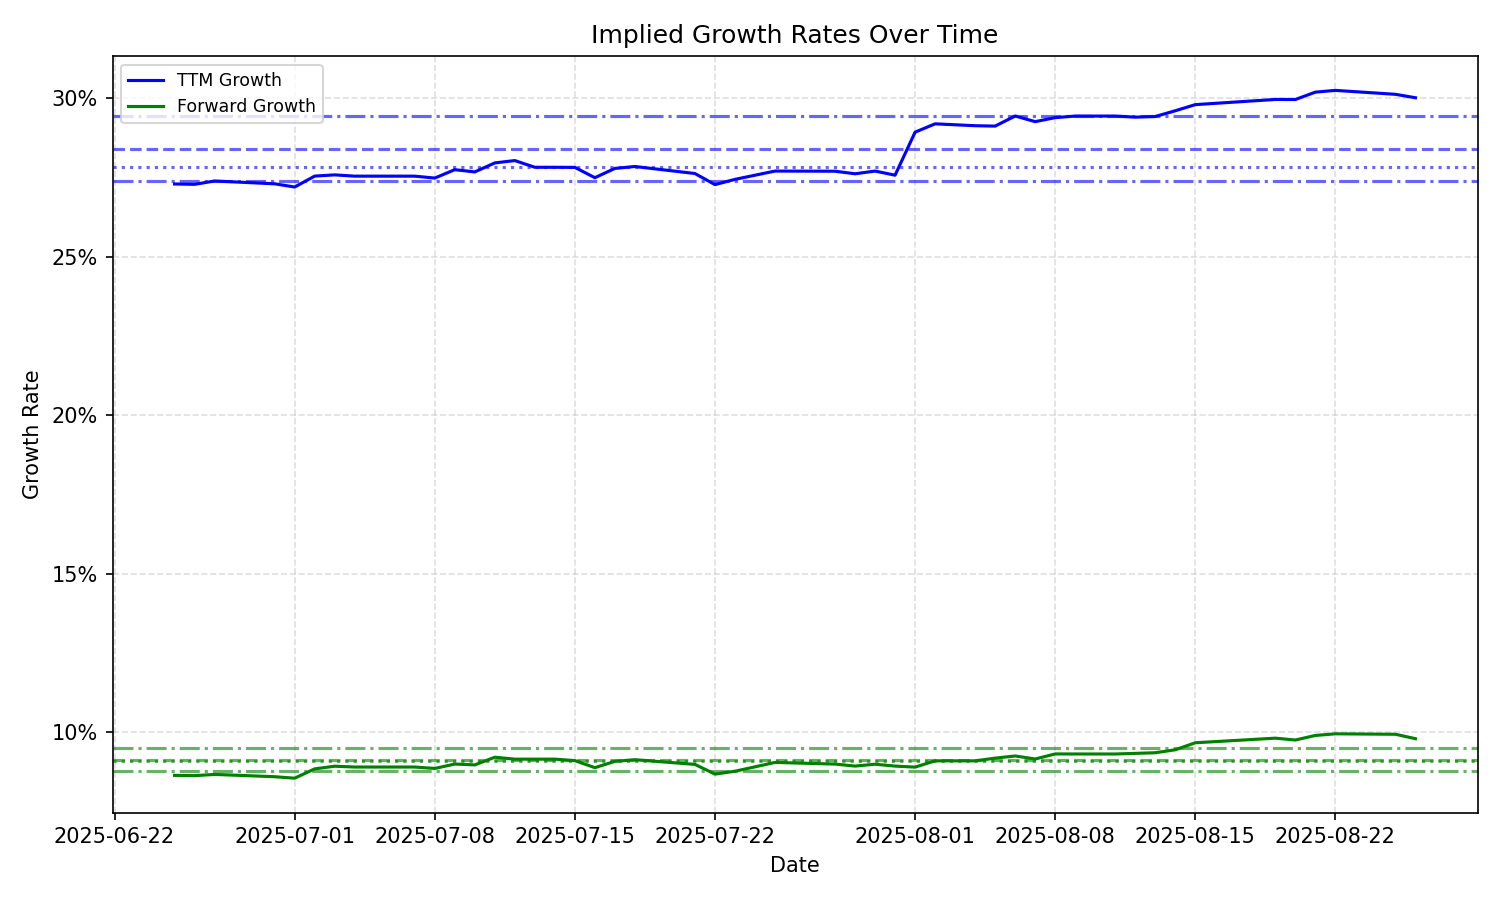 Implied Growth Rates Over Time
TTM Growth
Forward Growth
30%
25%
20%
15%
10%
Growth Rate
2025-06-22
2025-07-01
2025-07-08
2025-07-15
2025-07-22
2025-08-01
2025-08-08
2025-08-15
2025-08-22
Date